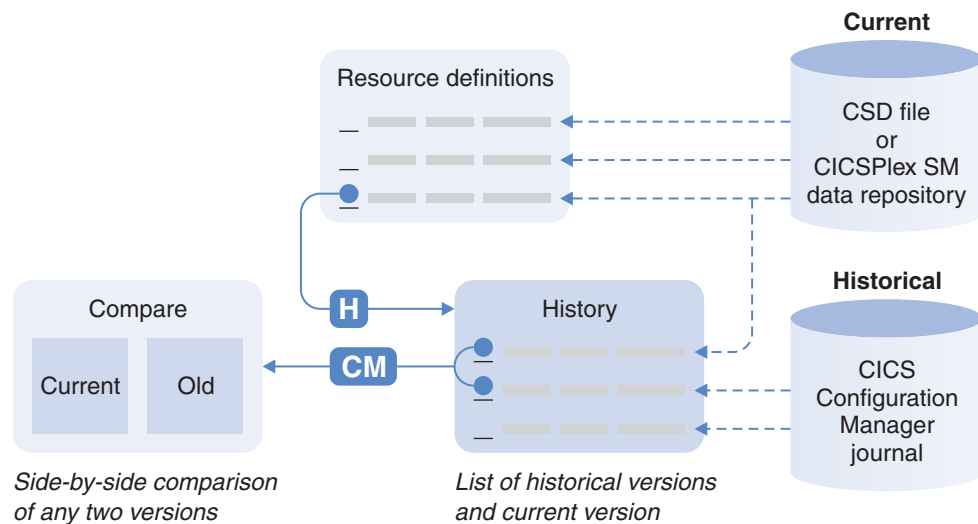 Current
Resource definitions
CSD file
or
CICSPlex SM
data repository
Historical
Compare
H
History
CM
Current
Old
CICS
Configuration
Manager
journal
Side-by-side comparison
of any two versions
List of historical versions
and current version